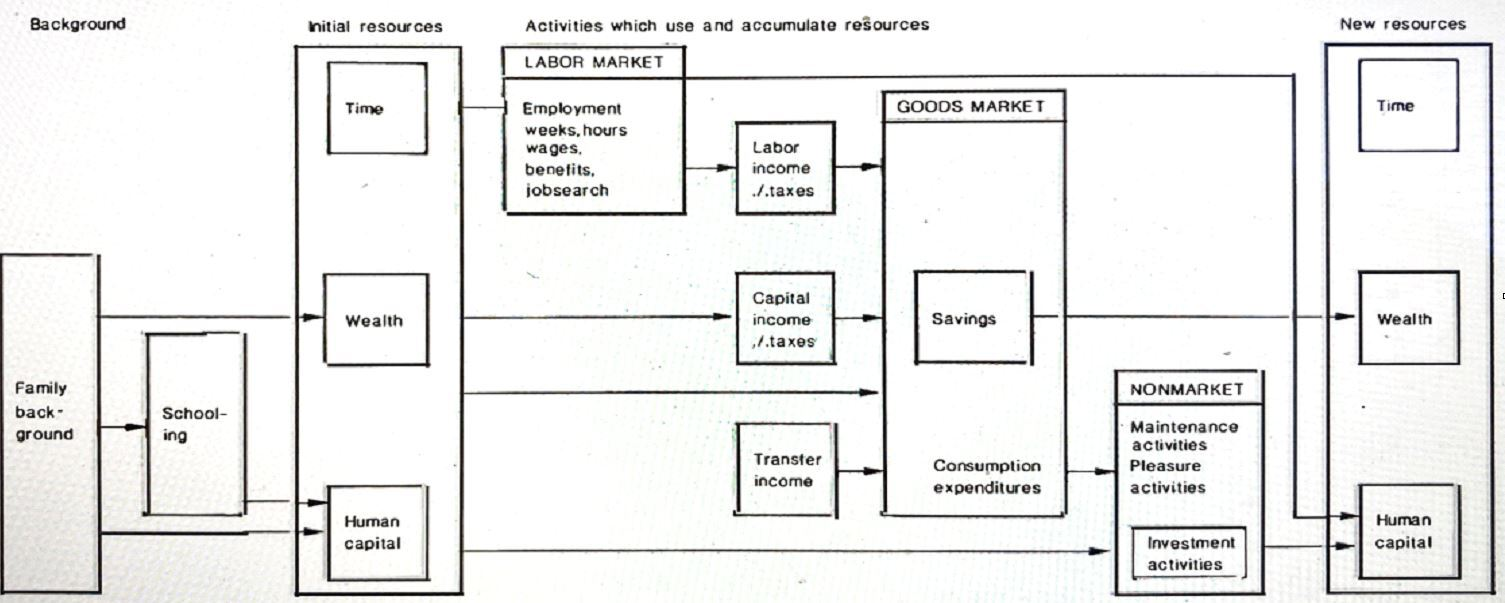 Background
Initial resources
Activities which use and accumulate resources
New resources
Family
back-
ground
School-
ing
Time
Wealth
Human
capital
LABOR MARKET
Employment
weeks, hours
wages,
benefits,
jobsearch
Labor
income
./.taxes
Capital
income
./.taxes
Transfer
income
GOODS MARKET
Savings
Consumption
expenditures
NONMARKET
Maintenance
activities
Pleasure
activities
Investment
activities
Time
Wealth
Human
capital